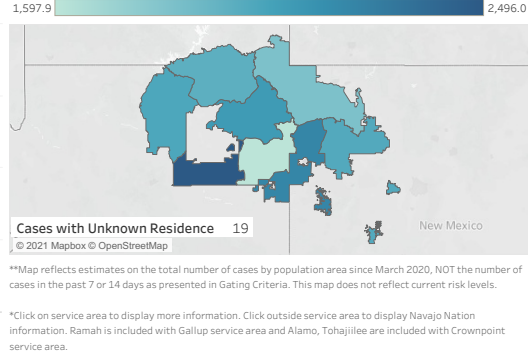 1,597.9 2,496.0
New Mexico
Cases with Unknown Residence 19
© 2021 Mapbox © OpenStreetMap
**Map reflects estimates on the total number of cases by population area since March 2020, NOT the number of
cases in the past 7 or 14 days as presented in Gating Criteria. This map does not reflect current risk levels.
*Click on service area to display more information. Click outside service area to display Navajo Nation
information. Ramah is included with Gallup service area and Alamo, Tohajiilee are included with Crownpoint
service area.